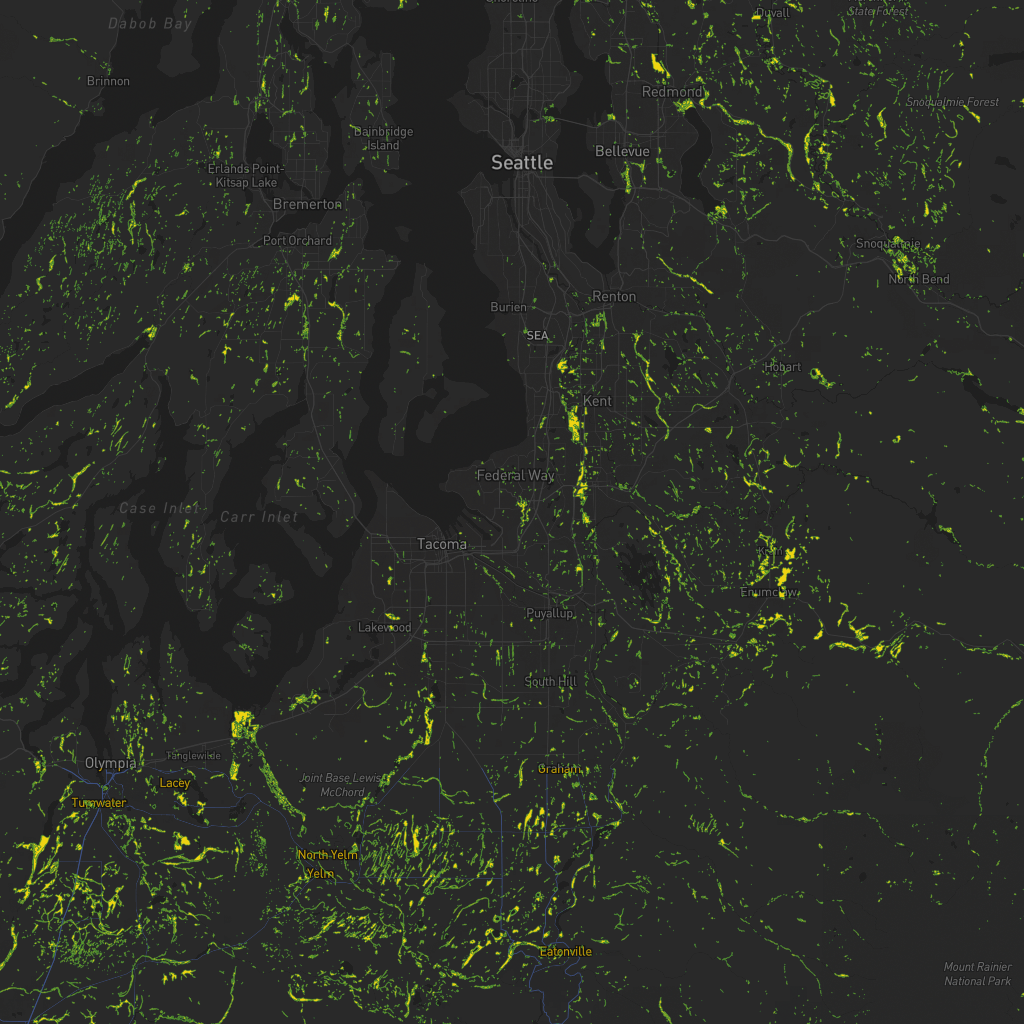 Shoreline
Dabob Bay
Duvall
State Forest
Brinnon
Redmond
Snoqualmie Forest
Bainbridge
Island
Bellevue
Seattle
Erlands Point-
Kitsap Lake
Bremerton
Port Orchard
Snoqualmie
North Bend
Renton
Burien
SEA
Hobart
Kent
Federal Way
Case Inlet
Carr Inlet
Tacoma
Enumclaw
Puyallup
Lakewood
South Hill
Tanglewilde
Olympia
Graham
Joint Base Lewis
McChord
Lacey
Tumwater
North Yelm
Yelm
Eatonville
Mount Rainier
National Park